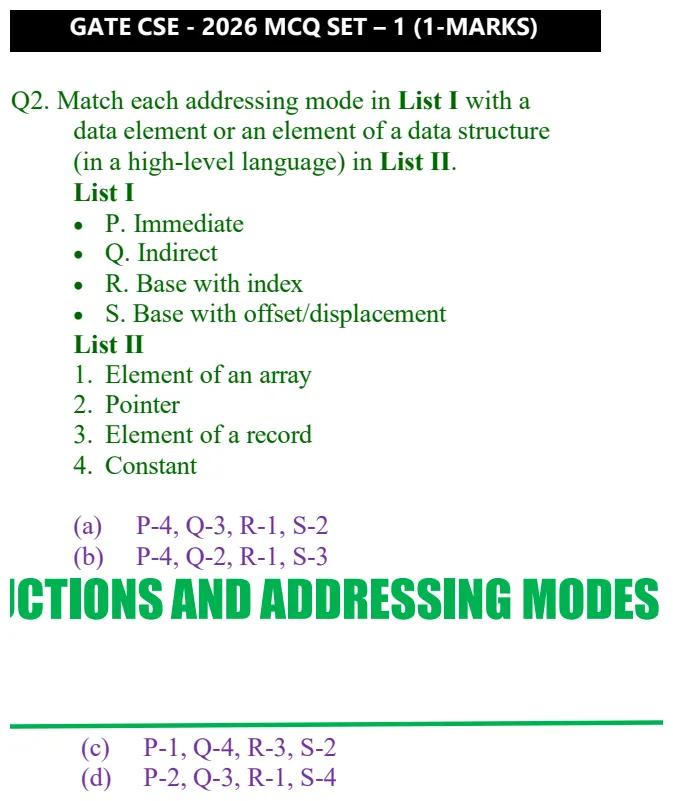 GATE CSE - 2026 MCQ SET – 1 (1-MARKS)
Q2. Match each addressing mode in List I with a
data element or an element of a data structure
(in a high-level language) in List II.
List I
• P. Immediate
• Q. Indirect
• R. Base with index
• S. Base with offset/displacement
List II
1. Element of an array
2. Pointer
3. Element of a record
4. Constant
(a) P-4, Q-3, R-1, S-2
(b) P-4, Q-2, R-1, S-3
UCTIONS AND ADDRESSING MODES
(c) P-1, Q-4, R-3, S-2
(d) P-2, Q-3, R-1, S-4